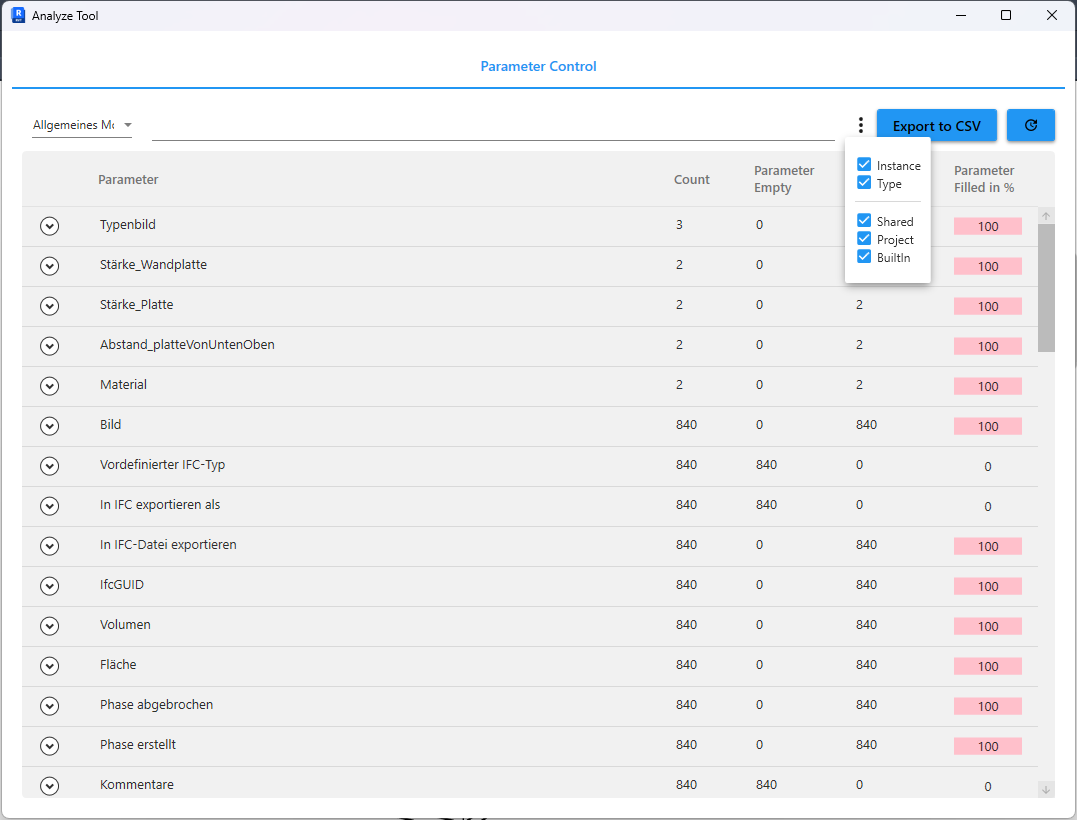 Analyze Tool
Parameter Control
Allgemeines Mo
Export to CSV
Instance
Type
Shared
Project
BuiltIn
Parameter Count Parameter Empty Parameter Filled in %
Typenbild 3 0 100
Stärke_Wandplatte 2 0 100
Stärke_Platte 2 0 2 100
Abstand_platteVonUntenOben 2 0 2 100
Material 2 0 2 100
Bild 840 0 840 100
Vordefinierter IFC-Typ 840 840 0 0
In IFC exportieren als 840 840 0 0
In IFC-Datei exportieren 840 0 840 100
IfcGUID 840 0 840 100
Volumen 840 0 840 100
Fläche 840 0 840 100
Phase abgebrochen 840 0 840 100
Phase erstellt 840 0 840 100
Kommentare 840 840 0 0